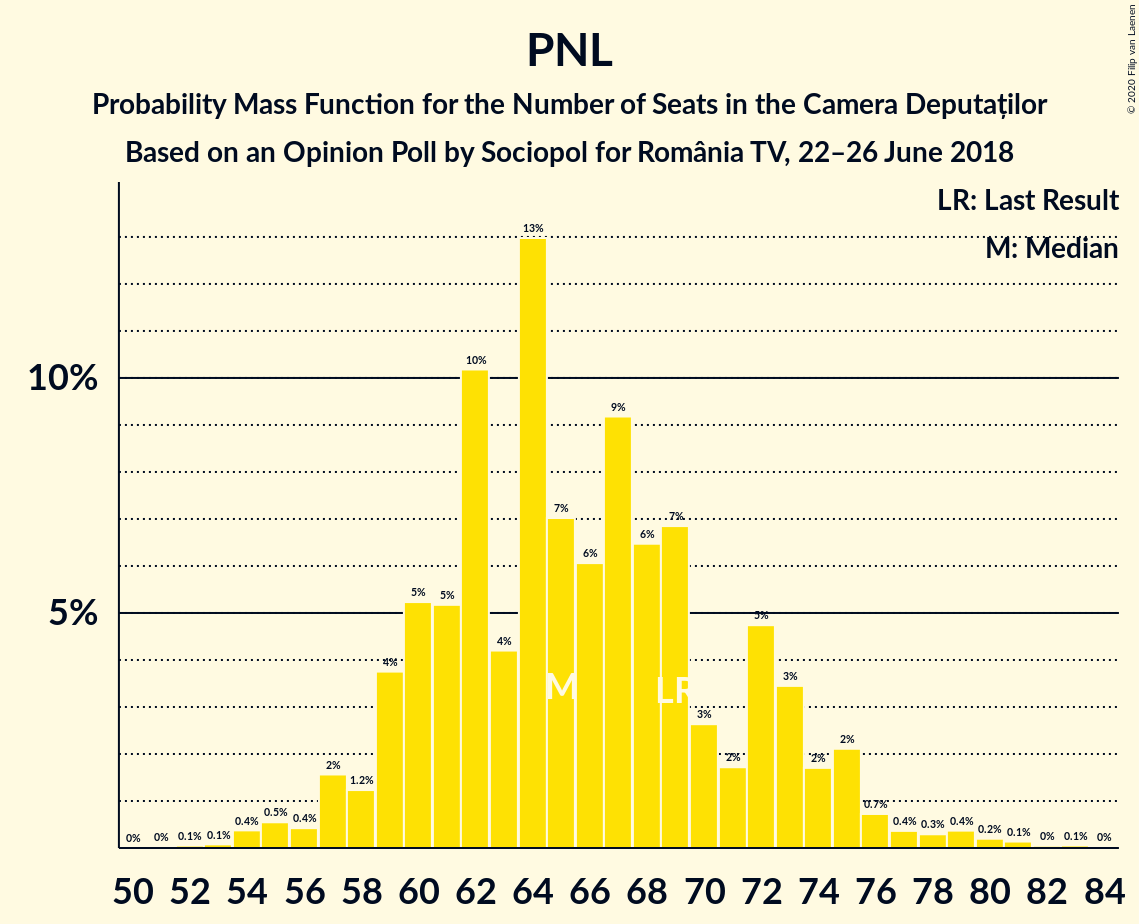 PNL
Probability Mass Function for the Number of Seats in the Camera Deputaților
Based on an Opinion Poll by Sociopol for România TV, 22–26 June 2018
© 2020 Filip van Laenen
LR: Last Result
M: Median
10%
5%
0% 0% 0.1% 0.1% 0.4% 0.5% 0.4% 2% 1.2% 4% 5% 5% 10% 4% 13% 7% 6% 9% 6% 7% 3% 2% 5% 3% 2% 2% 0.7% 0.4% 0.3% 0.4% 0.2% 0.1% 0% 0.1% 0%
M LR
50 52 54 56 58 60 62 64 66 68 70 72 74 76 78 80 82 84